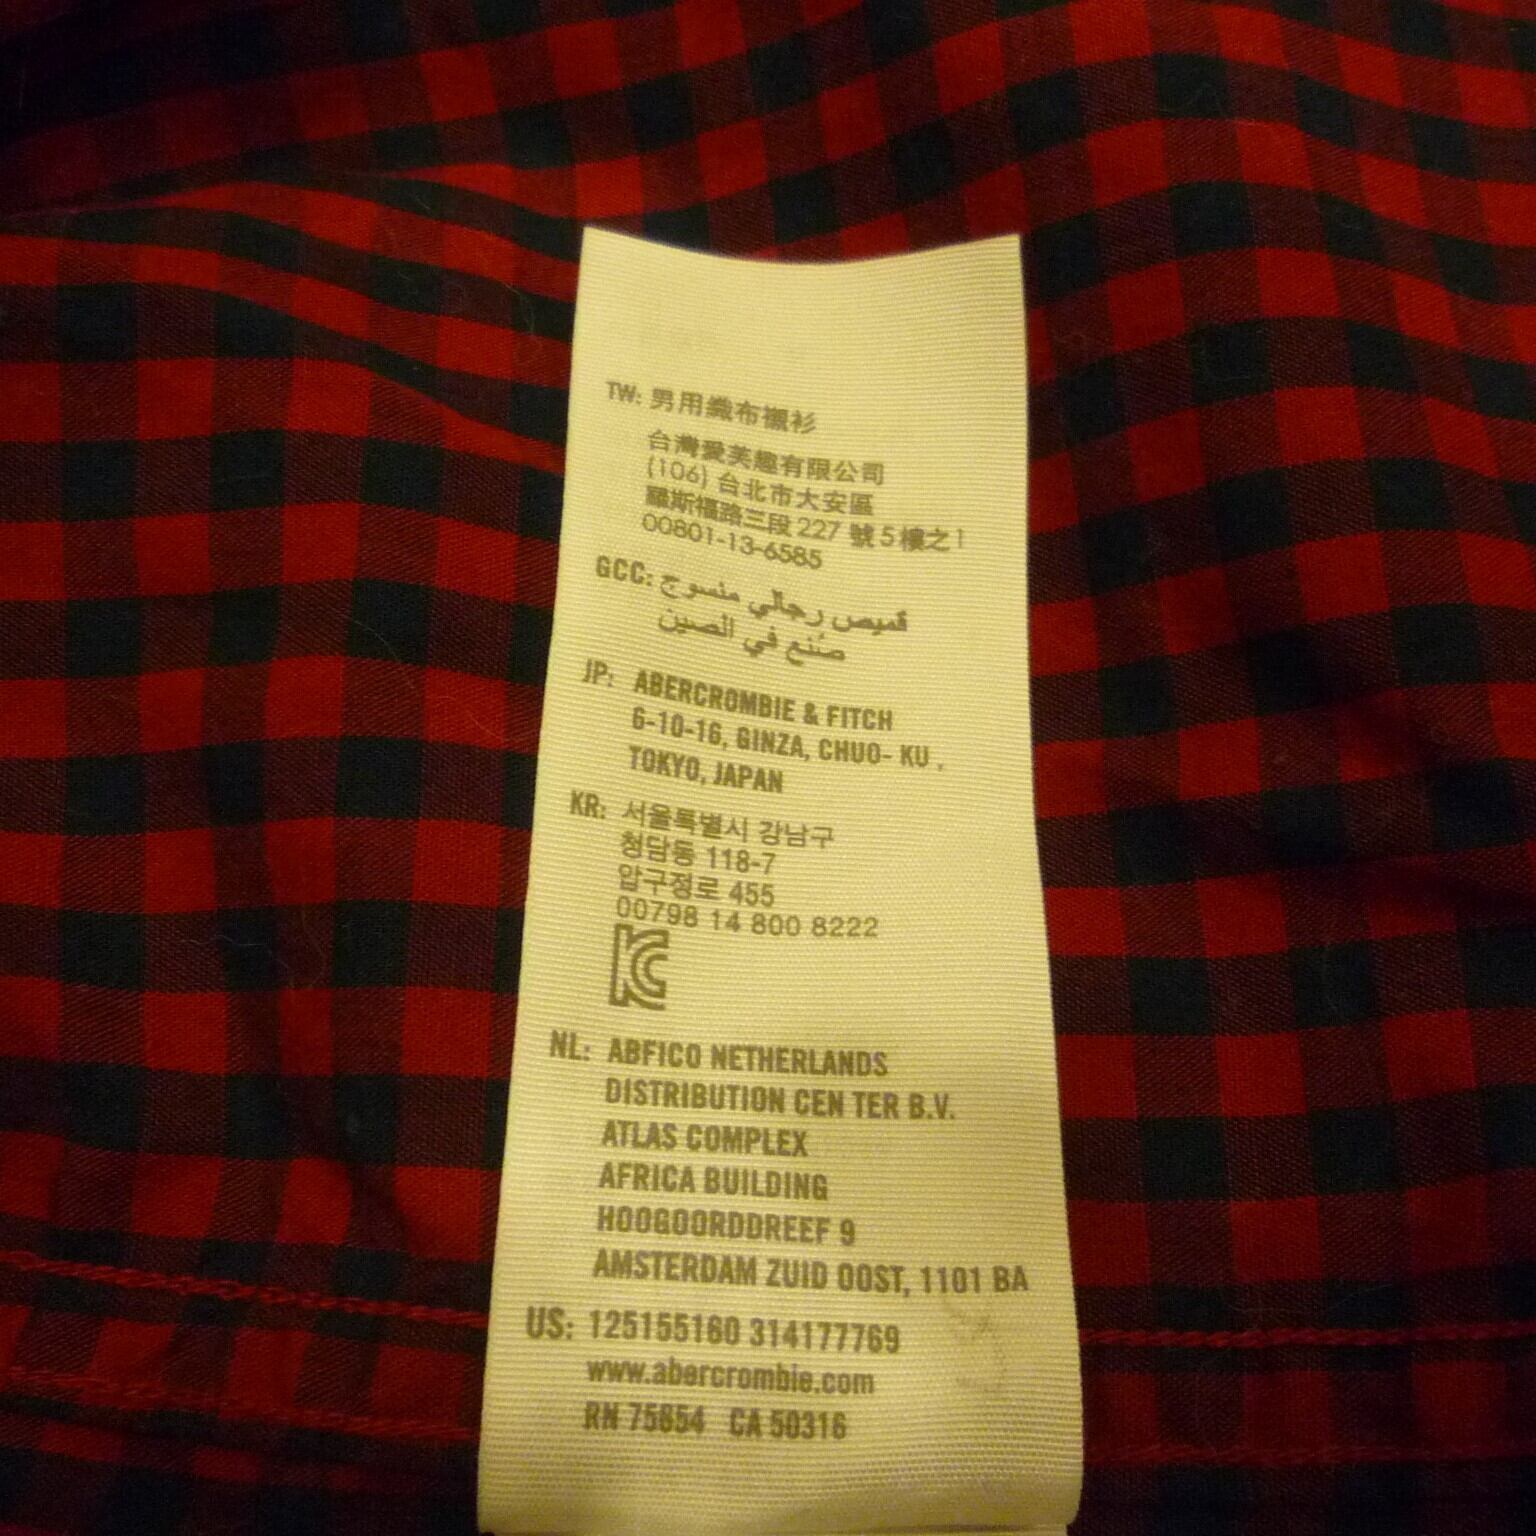 TW: 男用織布襯衫
台灣愛芙趣有限公司
(106) 台北市大安區
羅斯福路三段 227 號 5 樓之 1
00801-13-6585
GCC: قميص رجالي منسوج
صُنع في الصين
JP: ABERCROMBIE & FITCH
6-10-16, GINZA, CHUO- KU ,
TOKYO, JAPAN
KR: 서울특별시 강남구
청담동 118-7
압구정로 455
00798 14 800 8222
KC
NL: ABFICO NETHERLANDS
DISTRIBUTION CEN TER B.V.
ATLAS COMPLEX
AFRICA BUILDING
HOOGOORDDREEF 9
AMSTERDAM ZUID OOST, 1101 BA
US: 125155160 314177769
www.abercrombie.com
RN 75654 CA 50316